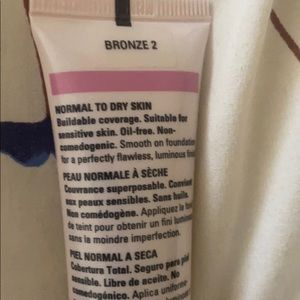 BRONZE 2
NORMAL TO DRY SKIN
Buildable coverage. Suitable for
sensitive skin. Oil-free. Non-
comedogenic. Smooth on foundation
for a perfectly flawless, luminous
PEAU NORMALE À SÈCHE
Couvrance superposable. Convient
aux peaux sensibles. Sans huile.
Non comédogène. Appliquez le
de teint pour obtenir un fini lumineux
sans la moindre imperfection.
PIEL NORMAL A SECA
Cobertura Total. Seguro para piel
sensible. Libre de aceite. No
comedogénico. Aplica